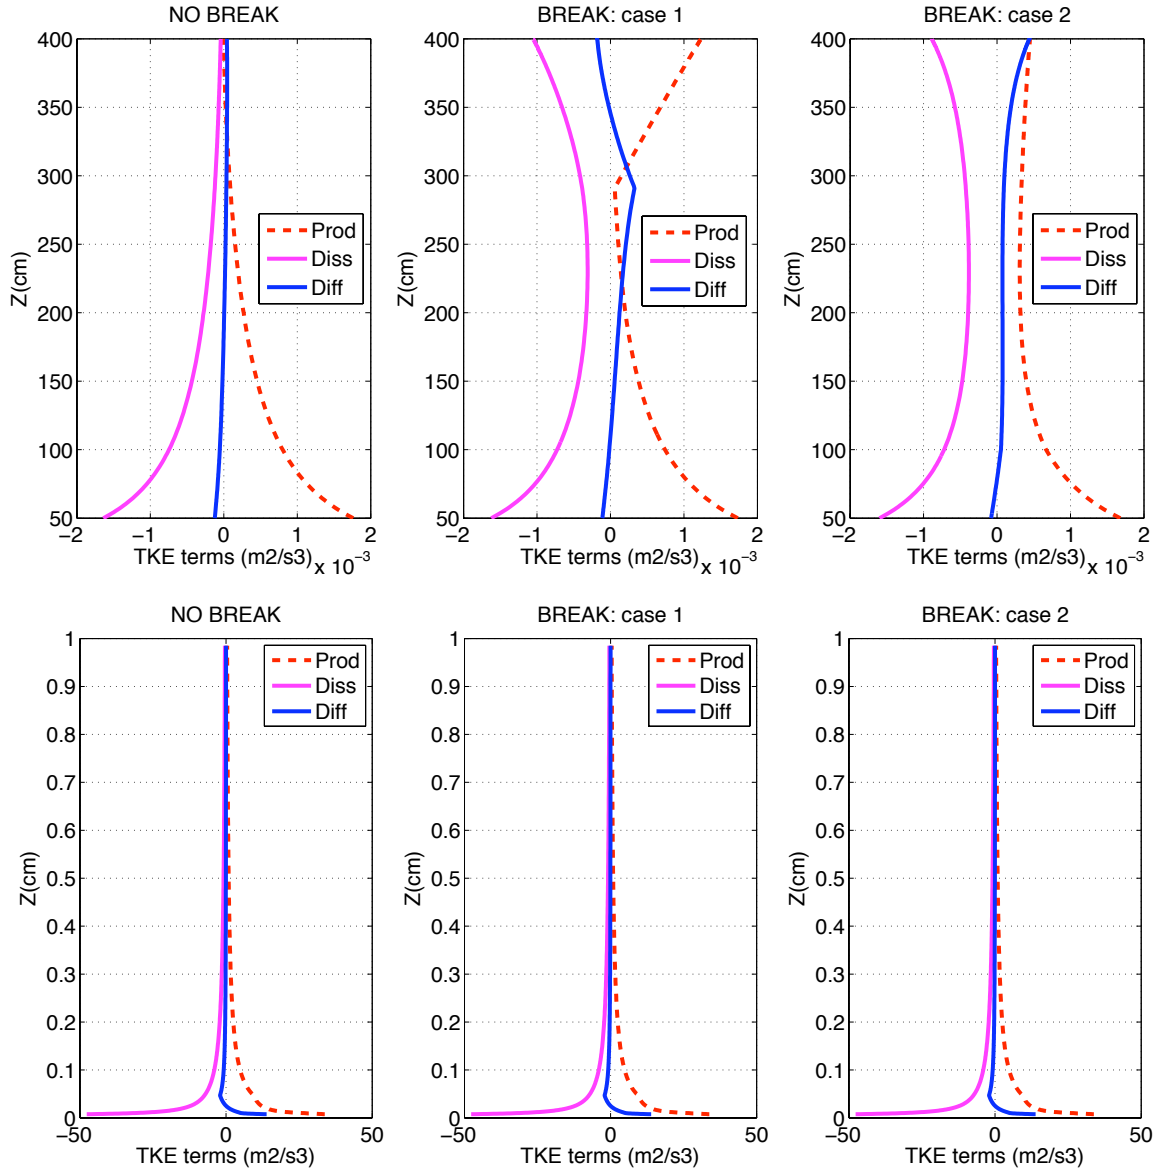 NO BREAK
BREAK: case 1
BREAK: case 2
400
350
300
250
200
150
100
50
Z(cm)
Prod
Diss
Diff
−2
−1
0
1
2
TKE terms (m2/s3)
x 10−3
400
350
300
250
200
150
100
50
Z(cm)
Prod
Diss
Diff
−2
−1
0
1
2
TKE terms (m2/s3)
x 10−3
400
350
300
250
200
150
100
50
Z(cm)
Prod
Diss
Diff
−2
−1
0
1
2
TKE terms (m2/s3)
x 10−3
NO BREAK
BREAK: case 1
BREAK: case 2
1
0.9
0.8
0.7
0.6
0.5
0.4
0.3
0.2
0.1
0
Z(cm)
Prod
Diss
Diff
−50
0
50
TKE terms (m2/s3)
1
0.9
0.8
0.7
0.6
0.5
0.4
0.3
0.2
0.1
0
Z(cm)
Prod
Diss
Diff
−50
0
50
TKE terms (m2/s3)
1
0.9
0.8
0.7
0.6
0.5
0.4
0.3
0.2
0.1
0
Z(cm)
Prod
Diss
Diff
−50
0
50
TKE terms (m2/s3)